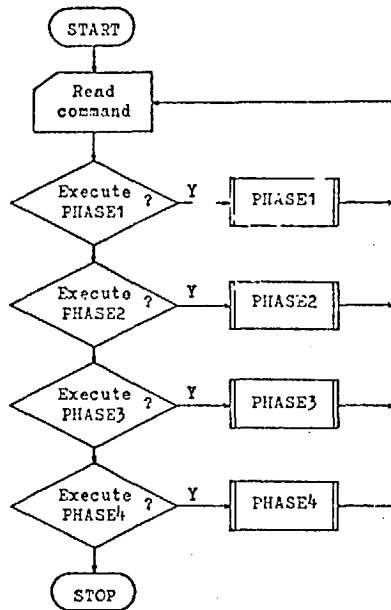 START
Read
command
Execute
PHASE1 ?
Y
PHASE1
Execute
PHASE2 ?
Y
PHASE2
Execute
PHASE3 ?
Y
PHASE3
Execute
PHASE4 ?
Y
PHASE4
STOP